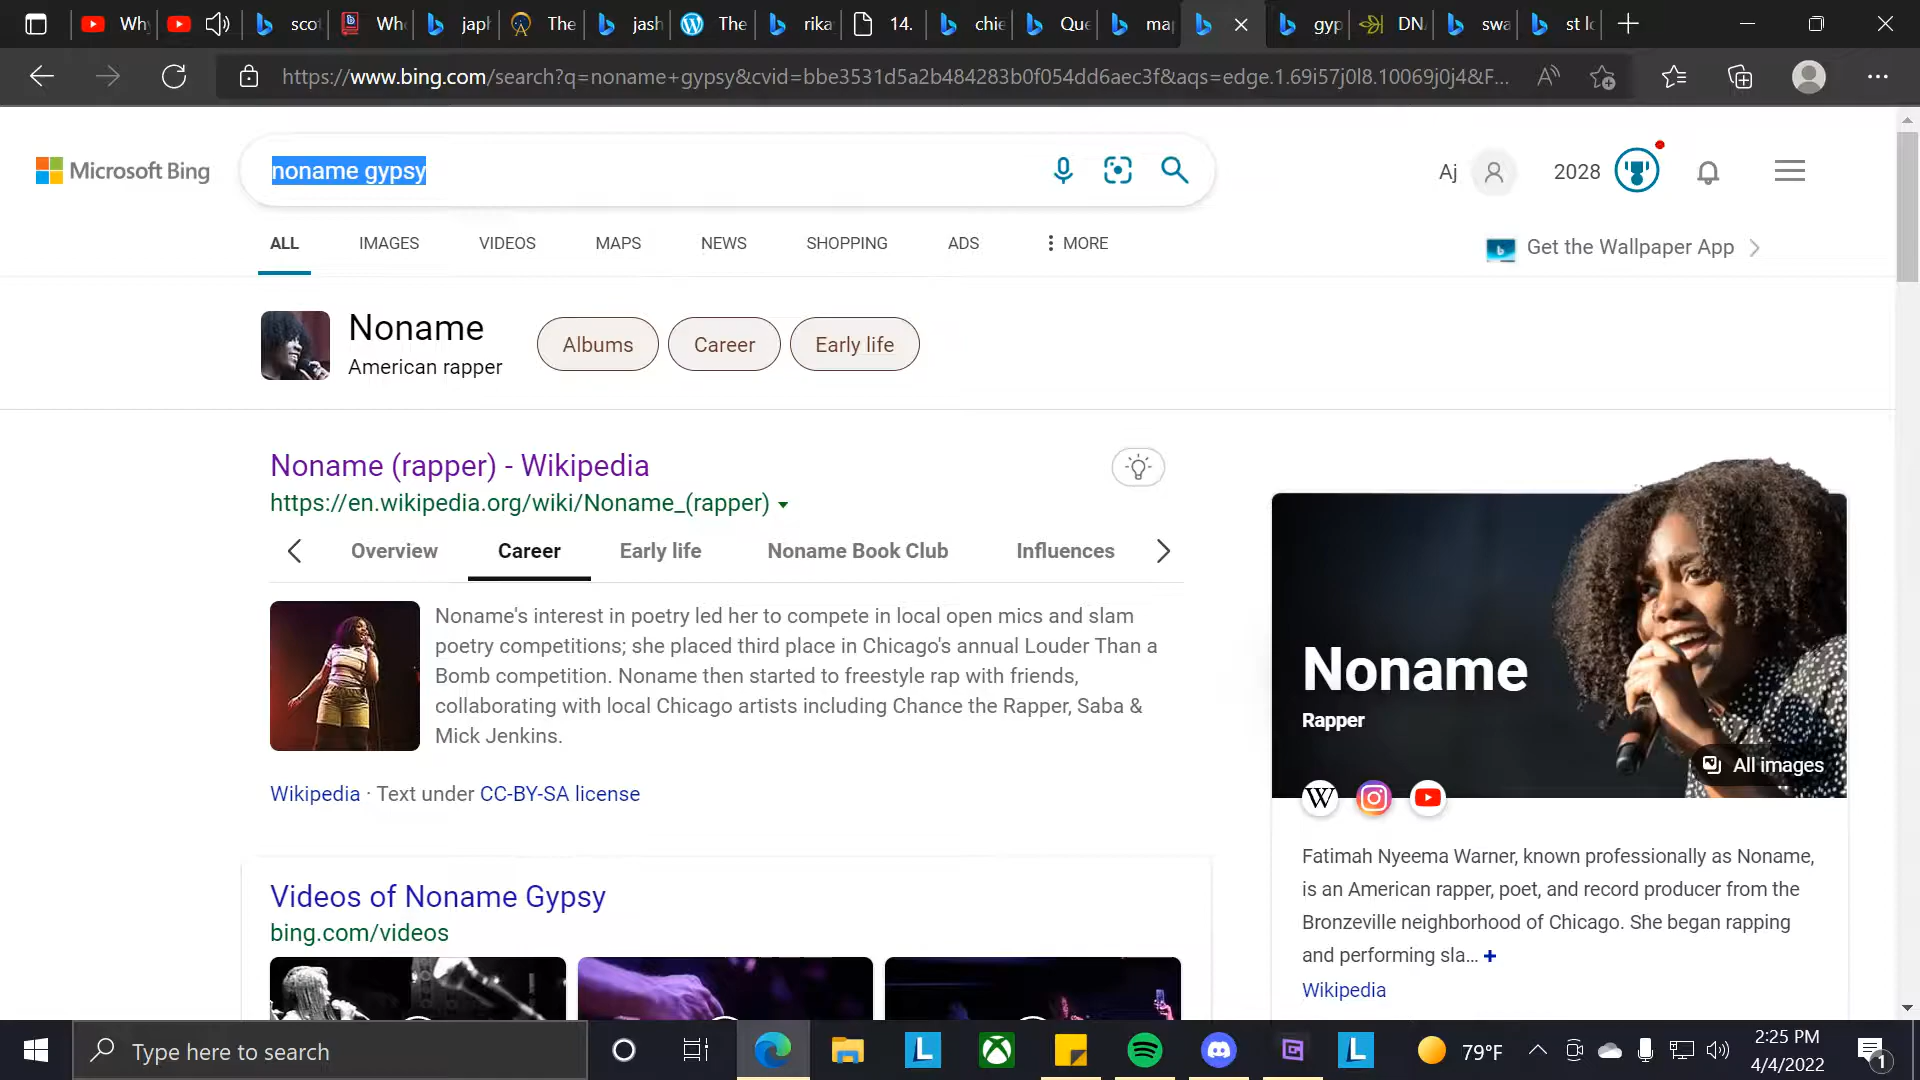 Why
scot
Who
japh
The
jash
The
rika
14.
chie
Que
ma
gyp
DN
swa
st lo
https://www.bing.com/search?q=noname+gypsy&cvid=bbe3531d5a2b484283b0f054dd6aec3f&aqs=edge.1.69i57j0l8.10069j0j4&F...
Microsoft Bing
noname gypsy
Aj
2028
ALL IMAGES VIDEOS MAPS NEWS SHOPPING ADS MORE
Get the Wallpaper App
Noname
American rapper
Albums Career Early life
Noname (rapper) - Wikipedia
https://en.wikipedia.org/wiki/Noname_(rapper)
Overview Career Early life Noname Book Club Influences
Noname's interest in poetry led her to compete in local open mics and slam
poetry competitions; she placed third place in Chicago's annual Louder Than a
Bomb competition. Noname then started to freestyle rap with friends,
collaborating with local Chicago artists including Chance the Rapper, Saba &
Mick Jenkins.
Wikipedia · Text under CC-BY-SA license
Videos of Noname Gypsy
bing.com/videos
Noname
Rapper
All images
W
Fatimah Nyeema Warner, known professionally as Noname,
is an American rapper, poet, and record producer from the
Bronzeville neighborhood of Chicago. She began rapping
and performing sla... +
Wikipedia
Type here to search
L
L
79°F
2:25 PM
4/4/2022
1